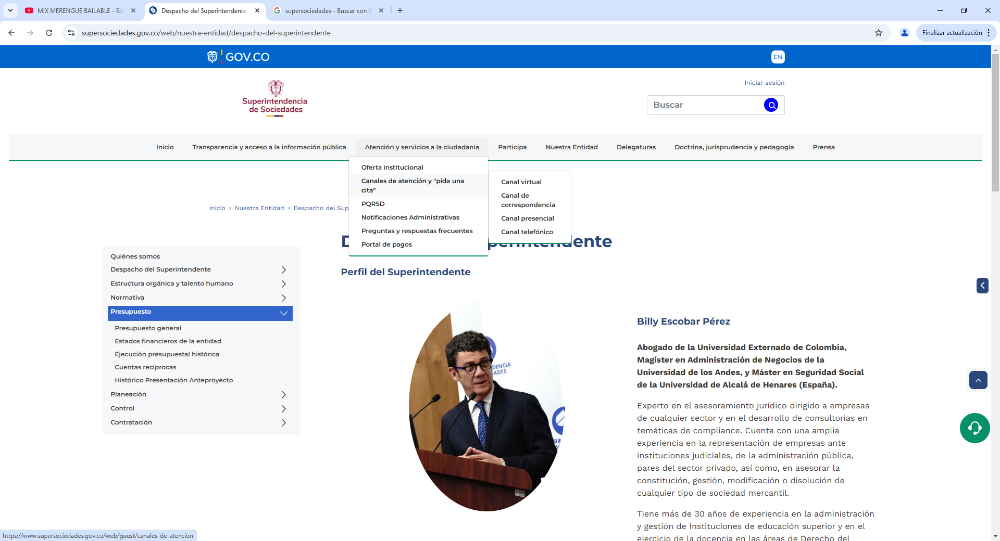 MIX MERENGUE BAILABLE - Ed
Despacho del Superintendente
supersociedades - Buscar con G
supersociedades.gov.co/web/nuestra-entidad/despacho-del-superintendente
Finalizar actualización
GOV.CO
EN
Superintendencia
de Sociedades
Iniciar sesión
Buscar
Inicio
Transparencia y acceso a la información pública
Atención y servicios a la ciudadanía
Participa
Nuestra Entidad
Delegaturas
Doctrina, jurisprudencia y pedagogía
Prensa
Oferta institucional
Canales de atención y "pida una
cita"
PQRSD
Notificaciones Administrativas
Preguntas y respuestas frecuentes
Portal de pagos
Canal virtual
Canal de
correspondencia
Canal presencial
Canal telefónico
Inicio > Nuestra Entidad > Despacho del Sup
Quiénes somos
Despacho del Superintendente
Estructura orgánica y talento humano
Normativa
Presupuesto
Presupuesto general
Estados financieros de la entidad
Ejecución presupuestal histórica
Cuentas recíprocas
Histórico Presentación Anteproyecto
Planeación
Control
Contratación
Perfil del Superintendente
Billy Escobar Pérez
Abogado de la Universidad Externado de Colombia,
Magíster en Administración de Negocios de la
Universidad de los Andes, y Máster en Seguridad Social
de la Universidad de Alcalá de Henares (España).
Experto en el asesoramiento jurídico dirigido a empresas
de cualquier sector y en el desarrollo de consultorías en
temáticas de compliance. Cuenta con una amplia
experiencia en la representación de empresas ante
instituciones judiciales, de la administración pública,
pares del sector privado, así como, en asesorar la
constitución, gestión, modificación o disolución de
cualquier tipo de sociedad mercantil.
Tiene más de 30 años de experiencia en la administración
y gestión de Instituciones de educación superior y en el
ejercicio de la docencia en las áreas de Derecho del
https://www.supersociedades.gov.co/web/guest/canales-de-atencion